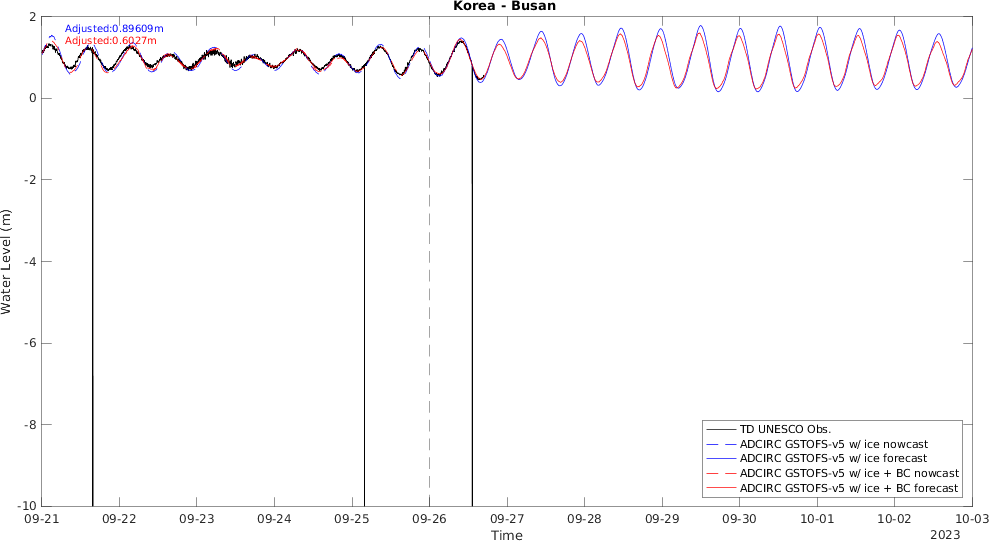 Korea - Busan
Adjusted:0.89609m
Adjusted:0.6027m
2
0
-2
-4
-6
-8
-10
Water Level (m)
09-21 09-22 09-23 09-24 09-25 09-26 09-27 09-28 09-29 09-30 10-01 10-02 10-03
Time
2023
TD UNESCO Obs.
ADCIRC GSTOFS-v5 w/ ice nowcast
ADCIRC GSTOFS-v5 w/ ice forecast
ADCIRC GSTOFS-v5 w/ ice + BC nowcast
ADCIRC GSTOFS-v5 w/ ice + BC forecast